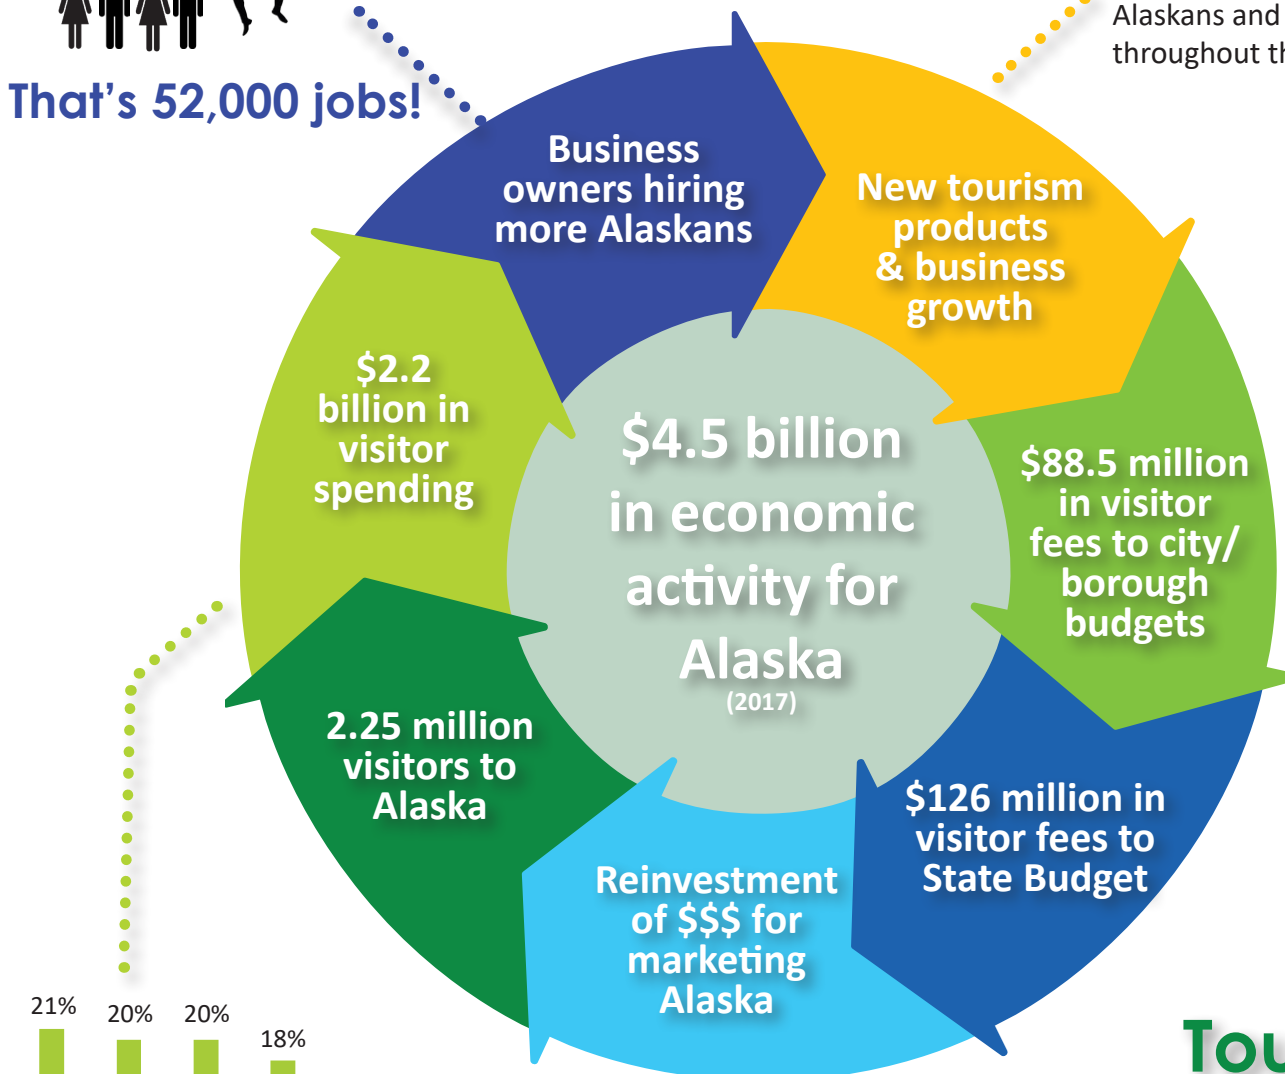 Alaskans and
throughout th
That's 52,000 jobs!
Business
owners hiring
more Alaskans
New tourism
products
& business
growth
$88.5 million
in visitor
fees to city/
borough
budgets
$126 million in
visitor fees to
State Budget
Reinvestment
of $$$ for
marketing
Alaska
2.25 million
visitors to
Alaska
$2.2
billion in
visitor
spending
$4.5 billion
in economic
activity for
Alaska
(2017)
21% 20% 20% 18%
Tou